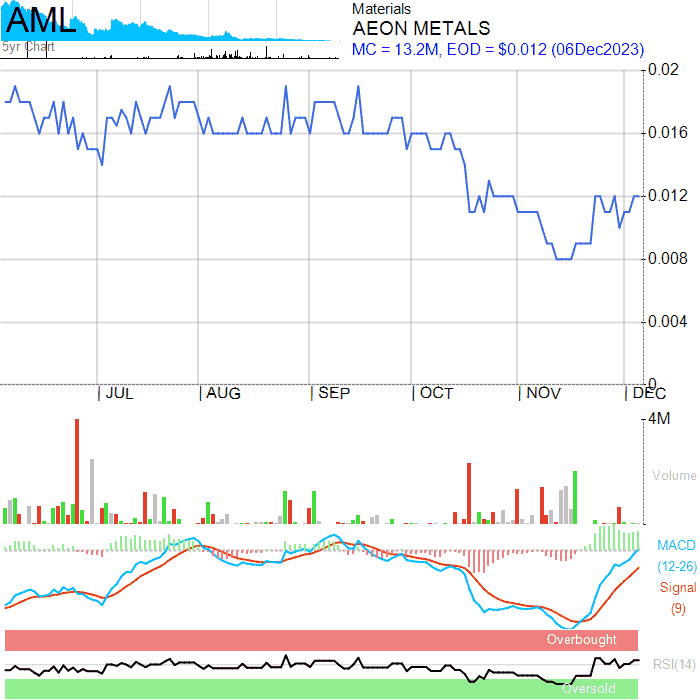 AML
5yr Chart
Materials
AEON METALS
MC = 13.2M, EOD = $0.012 (06Dec2023)
0.02
0.016
0.012
0.008
0.004
0
JUL
AUG
SEP
OCT
NOV
DEC
4M
Volume
MACD
(12-26)
Signal
(9)
Overbought
RSI(14)
Oversold